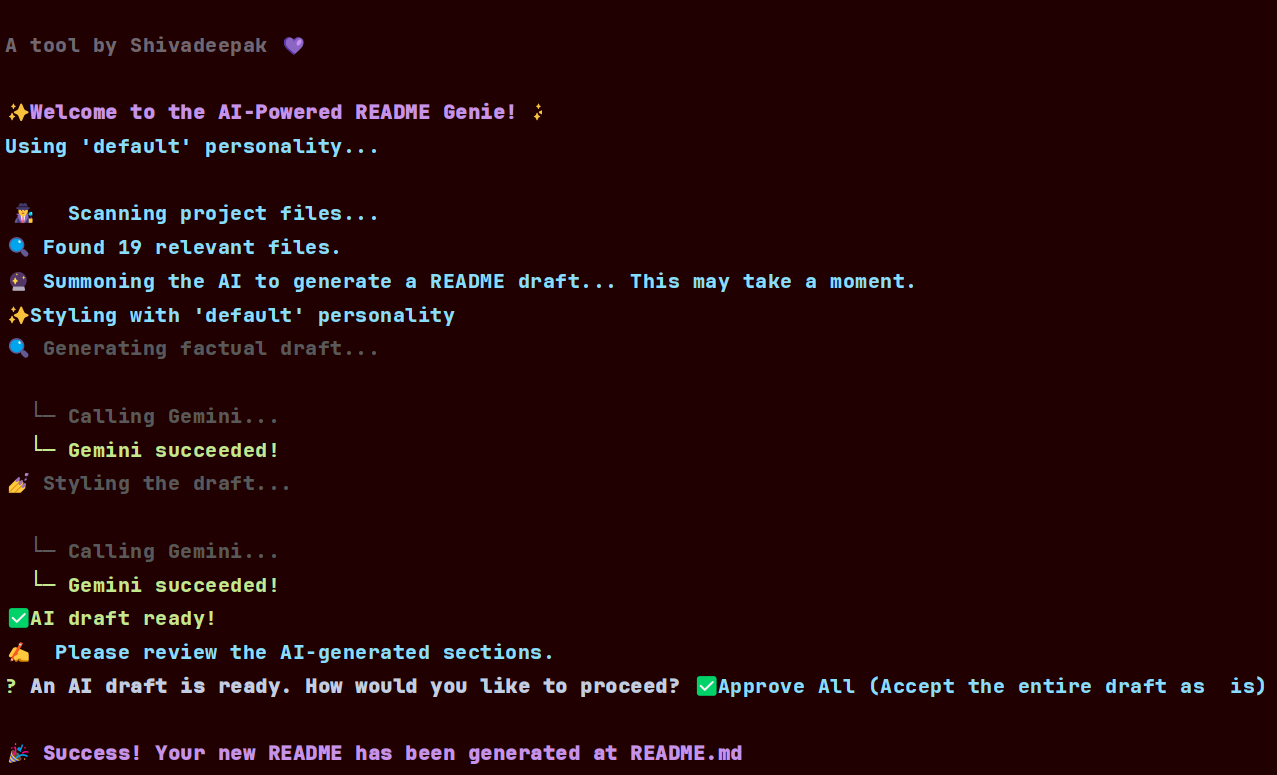 A tool by Shivadeepak 💜
✨Welcome to the AI-Powered README Genie! ✨
Using 'default' personality...
🕵️‍♀️ Scanning project files...
🔍 Found 19 relevant files.
🔮 Summoning the AI to generate a README draft... This may take a moment.
✨Styling with 'default' personality
🔍 Generating factual draft...
└─ Calling Gemini...
└─ Gemini succeeded!
💅 Styling the draft...
└─ Calling Gemini...
└─ Gemini succeeded!
✅AI draft ready!
✍️ Please review the AI-generated sections.
? An AI draft is ready. How would you like to proceed? ✅Approve All (Accept the entire draft as  is)
🎉 Success! Your new README has been generated at README.md